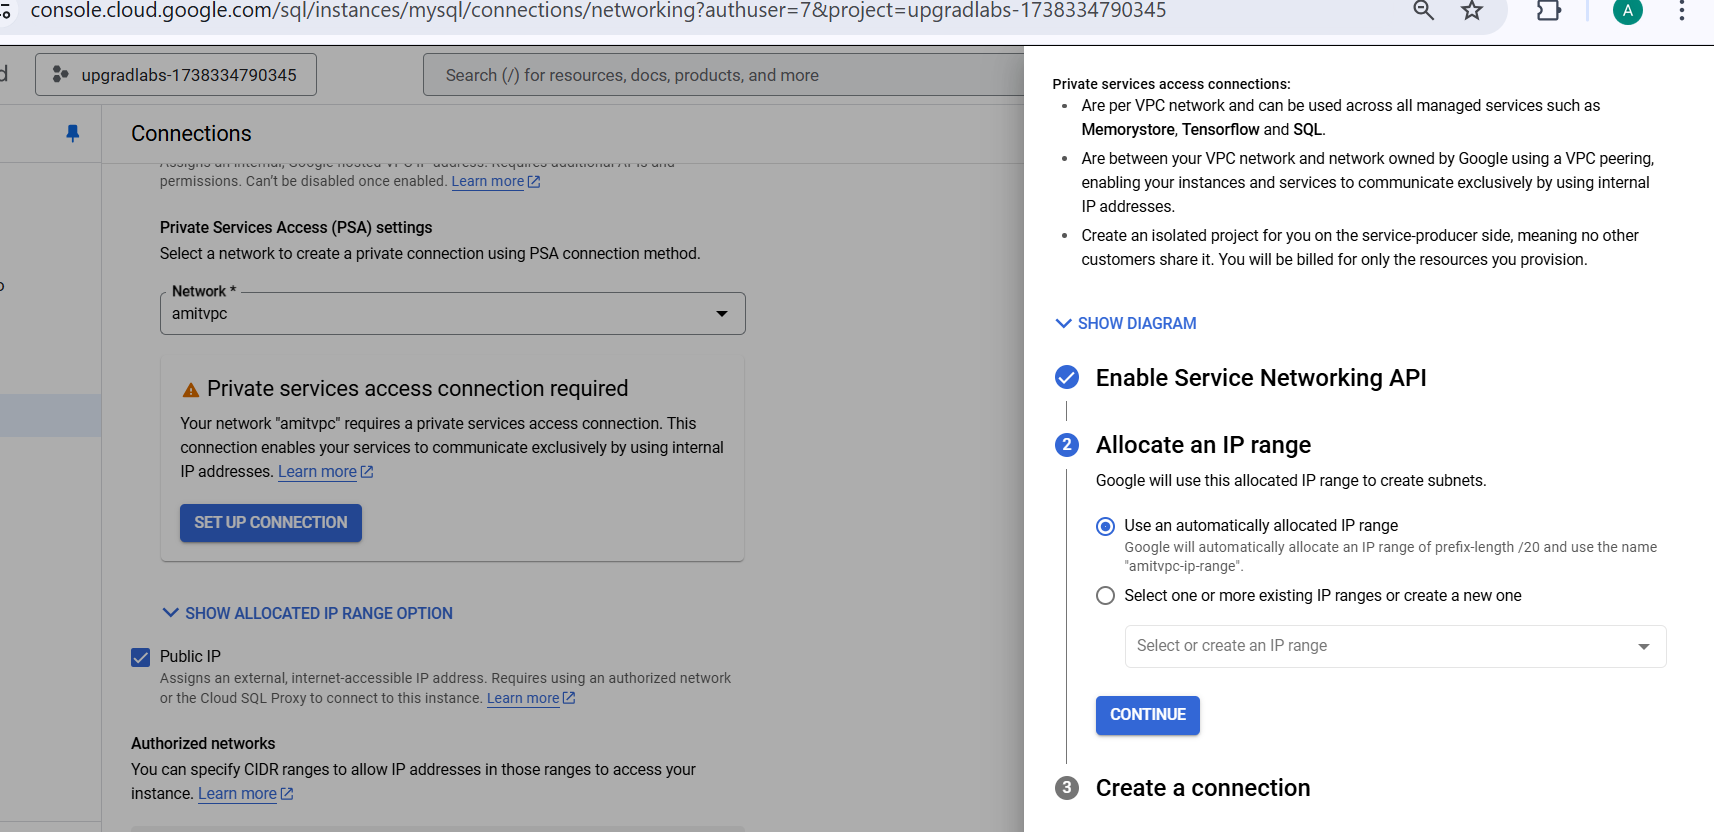 console.cloud.google.com/sql/instances/mysql/connections/networking?authuser=7&project=upgradlabs-1738334790345
A
upgradlabs-1738334790345
Search (/) for resources, docs, products, and more
Connections
Assigns an internal, Google-hosted VPC IP address. Requires additional APIs and
permissions. Can't be disabled once enabled. Learn more
Private Services Access (PSA) settings
Select a network to create a private connection using PSA connection method.
Network *
amitvpc
Private services access connection required
Your network "amitvpc" requires a private services access connection. This
connection enables your services to communicate exclusively by using internal
IP addresses. Learn more
SET UP CONNECTION
SHOW ALLOCATED IP RANGE OPTION
Public IP
Assigns an external, internet-accessible IP address. Requires using an authorized network
or the Cloud SQL Proxy to connect to this instance. Learn more
Authorized networks
You can specify CIDR ranges to allow IP addresses in those ranges to access your
instance. Learn more
Private services access connections:
• Are per VPC network and can be used across all managed services such as
Memorystore, Tensorflow and SQL.
• Are between your VPC network and network owned by Google using a VPC peering,
enabling your instances and services to communicate exclusively by using internal
IP addresses.
• Create an isolated project for you on the service-producer side, meaning no other
customers share it. You will be billed for only the resources you provision.
SHOW DIAGRAM
Enable Service Networking API
2 Allocate an IP range
Google will use this allocated IP range to create subnets.
Use an automatically allocated IP range
Google will automatically allocate an IP range of prefix-length /20 and use the name
"amitvpc-ip-range".
Select one or more existing IP ranges or create a new one
Select or create an IP range
CONTINUE
3 Create a connection